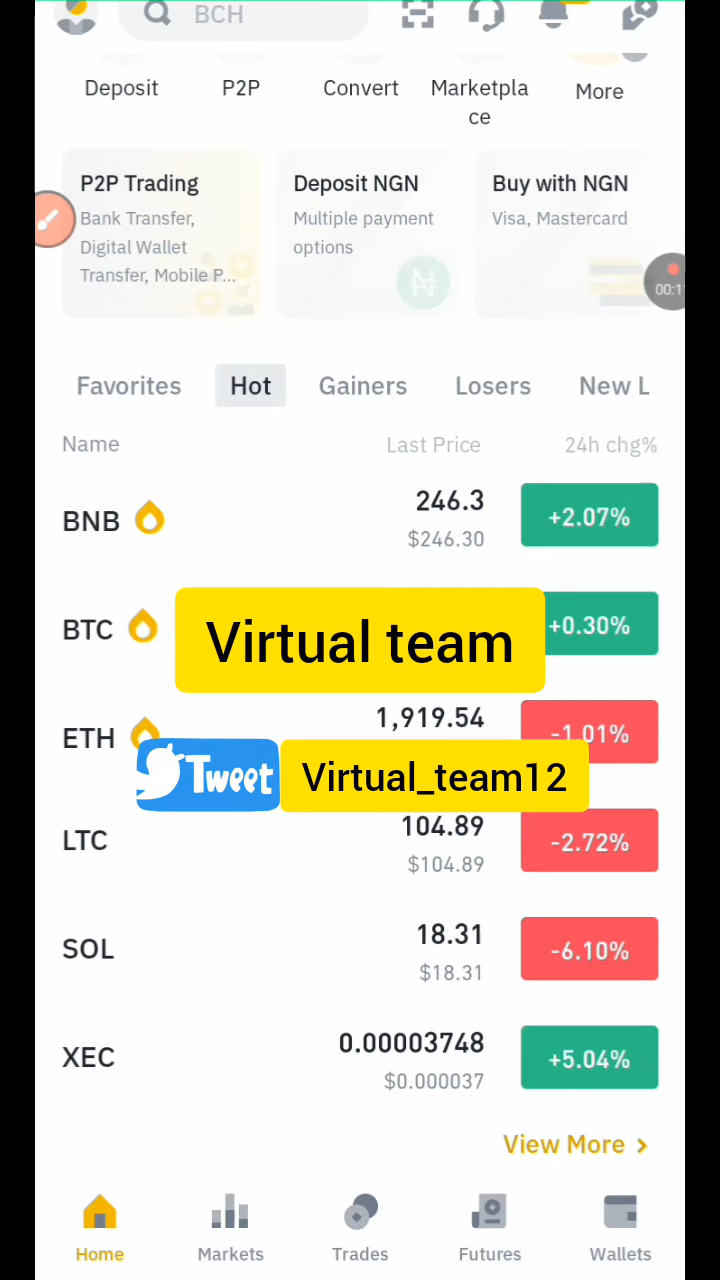 BCH
Deposit
P2P
Convert
Marketpla
ce
More
P2P Trading
Bank Transfer,
Digital Wallet
Transfer, Mobile P...
Deposit NGN
Multiple payment
options
Buy with NGN
Visa, Mastercard
00:1
Favorites
Hot
Gainers
Losers
New L
Name
Last Price
24h chg%
BNB
246.3
$246.30
+2.07%
BTC
+0.30%
Virtual team
ETH
1,919.54
-1.01%
Tweet
Virtual_team12
LTC
104.89
$104.89
-2.72%
SOL
18.31
$18.31
-6.10%
XEC
0.00003748
$0.000037
+5.04%
View More
Home
Markets
Trades
Futures
Wallets